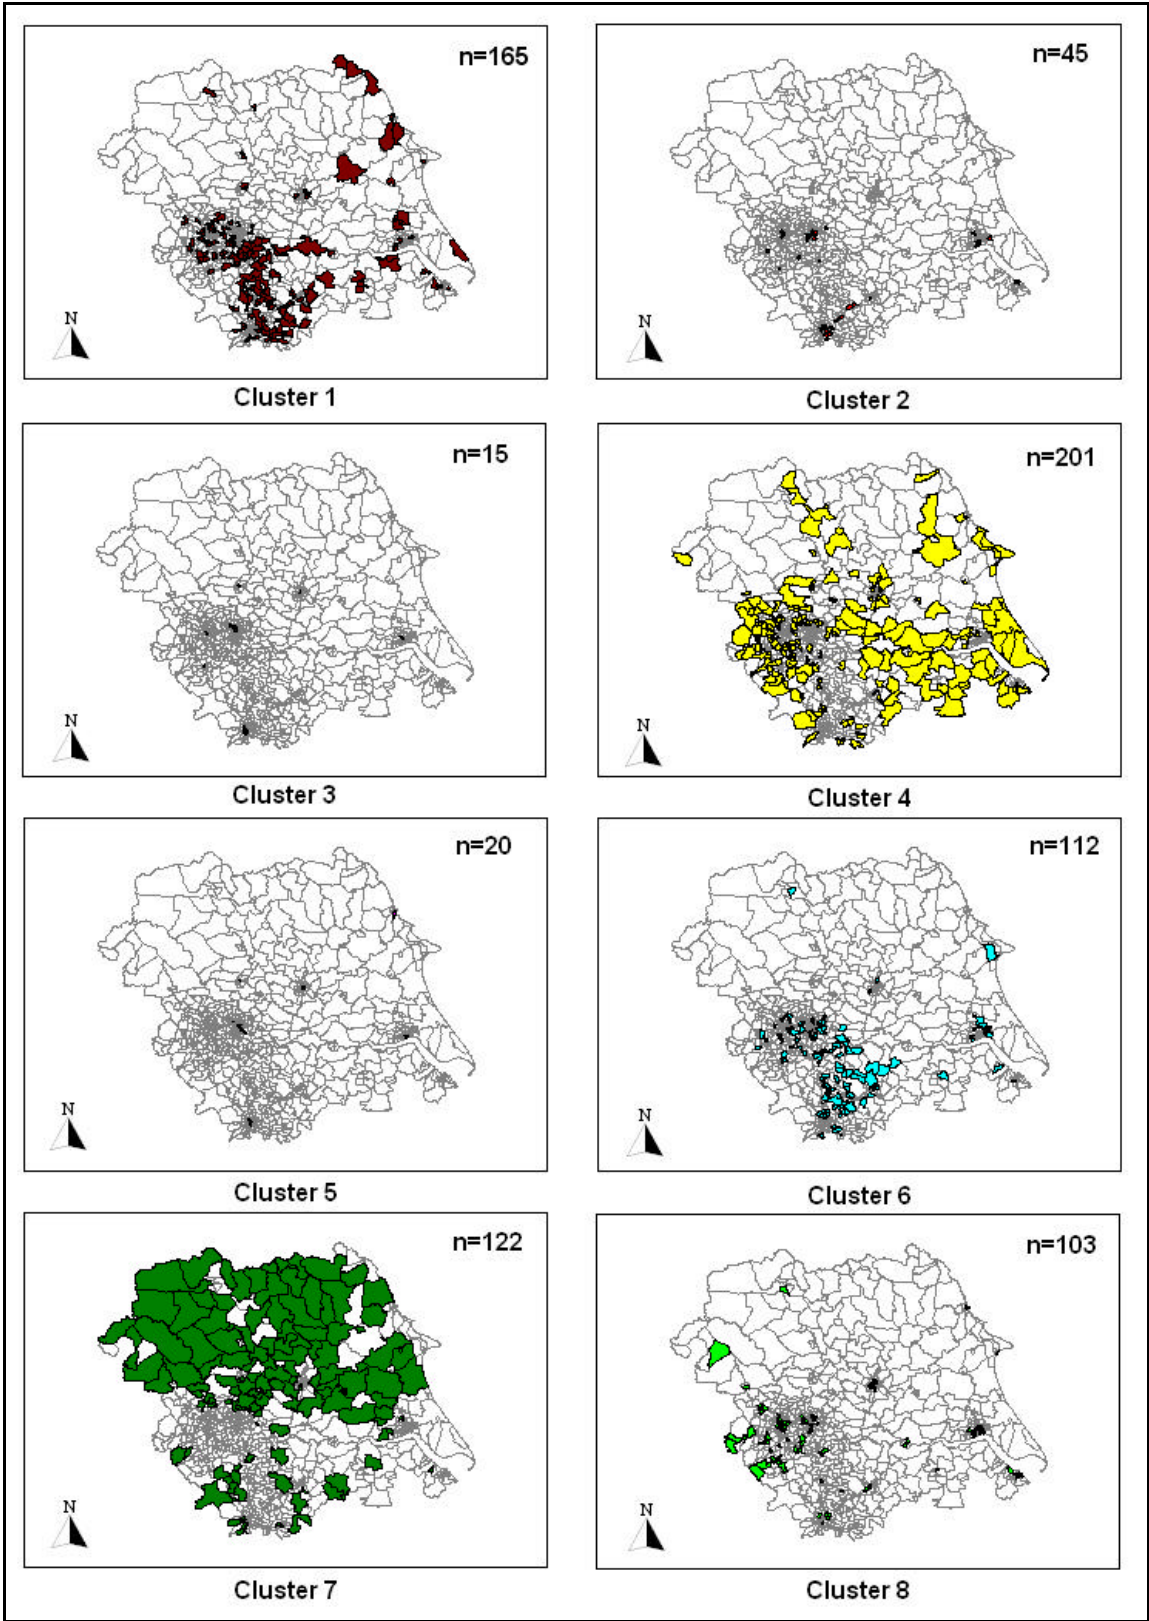 n=165
N
Cluster 1
n=45
N
Cluster 2
n=15
N
Cluster 3
n=201
N
Cluster 4
n=20
N
Cluster 5
n=112
N
Cluster 6
n=122
N
Cluster 7
n=103
N
Cluster 8